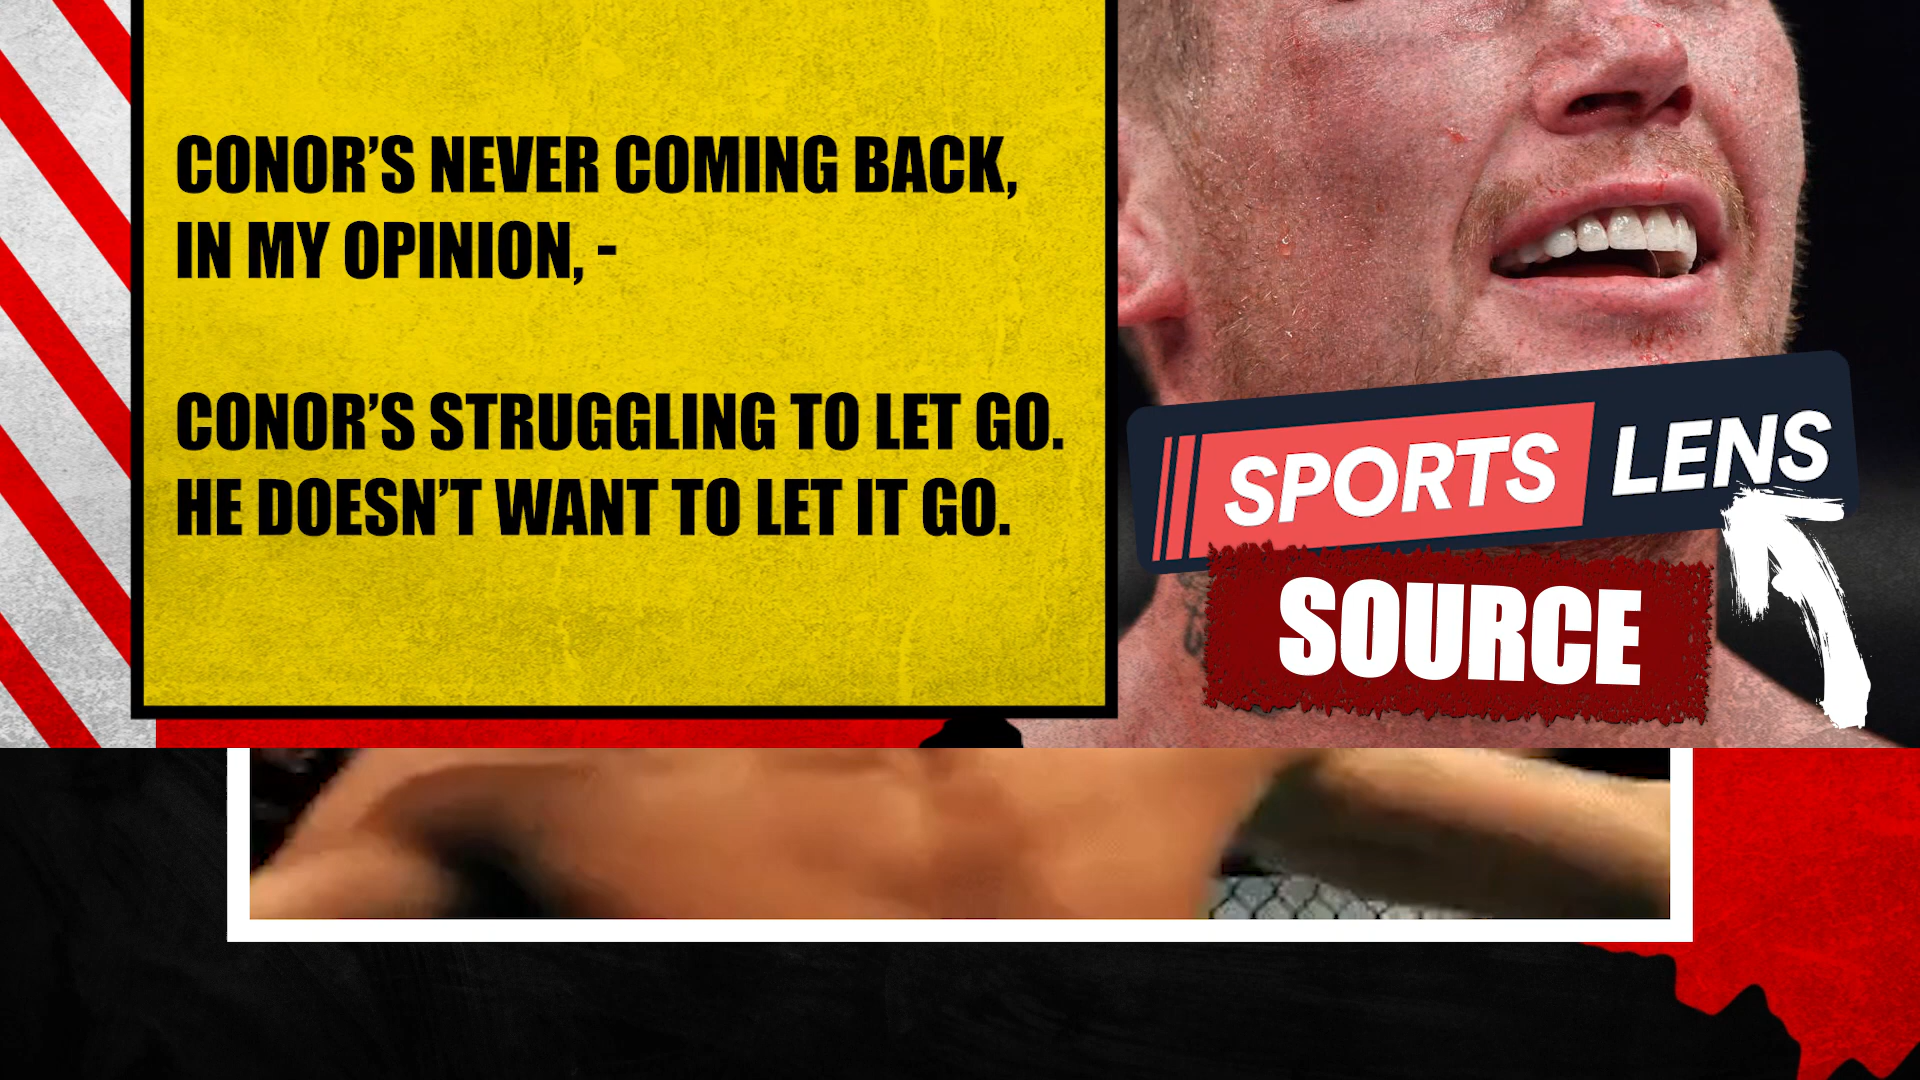 CONOR’S NEVER COMING BACK,
IN MY OPINION, -
CONOR’S STRUGGLING TO LET GO.
HE DOESN’T WANT TO LET IT GO.
SPORTS LENS
SOURCE